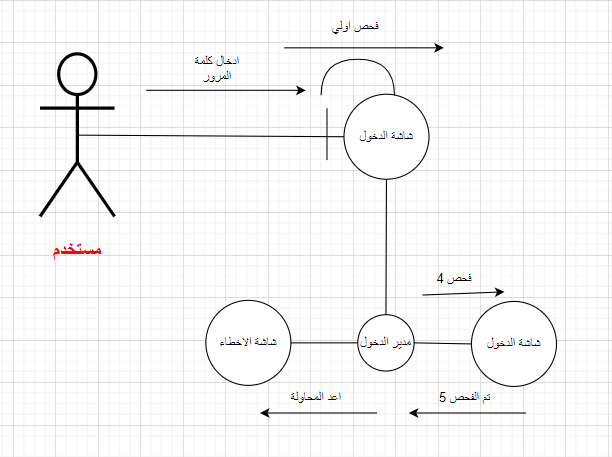 فحص اولي
ادخال كلمة
المرور
شاشة الدخول
مستخدم
فحص 4
شاشة الاخطاء
مدير الدخول
شاشة الدخول
اعد المحاولة
تم الفحص 5